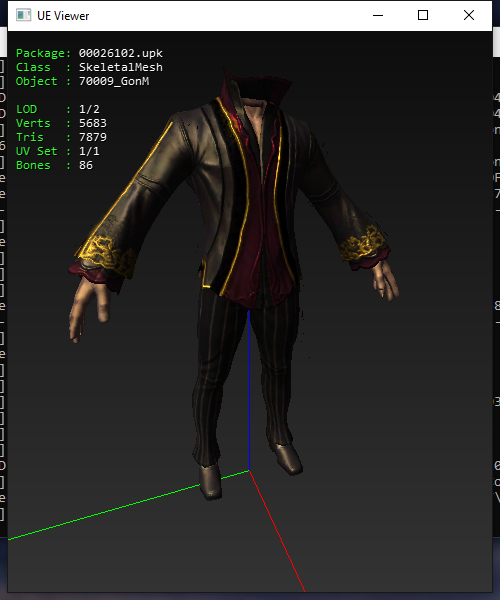 UE Viewer
Package: 00026102.upk
Class : SkeletalMesh
Object : 70009_GonM
LOD : 1/2
Verts : 5683
Tris : 7879
UV Set : 1/1
Bones : 86